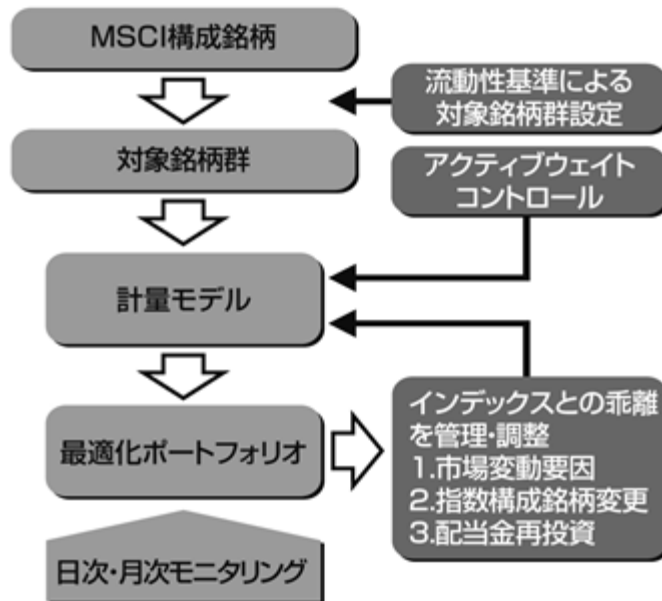 MSCI構成銘柄
流動性基準による
対象銘柄群設定
対象銘柄群
アクティブウェイト
コントロール
計量モデル
最適化ポートフォリオ
インデックスとの乖離
を管理・調整
1.市場変動要因
2.指数構成銘柄変更
3.配当金再投資
日次・月次モニタリング